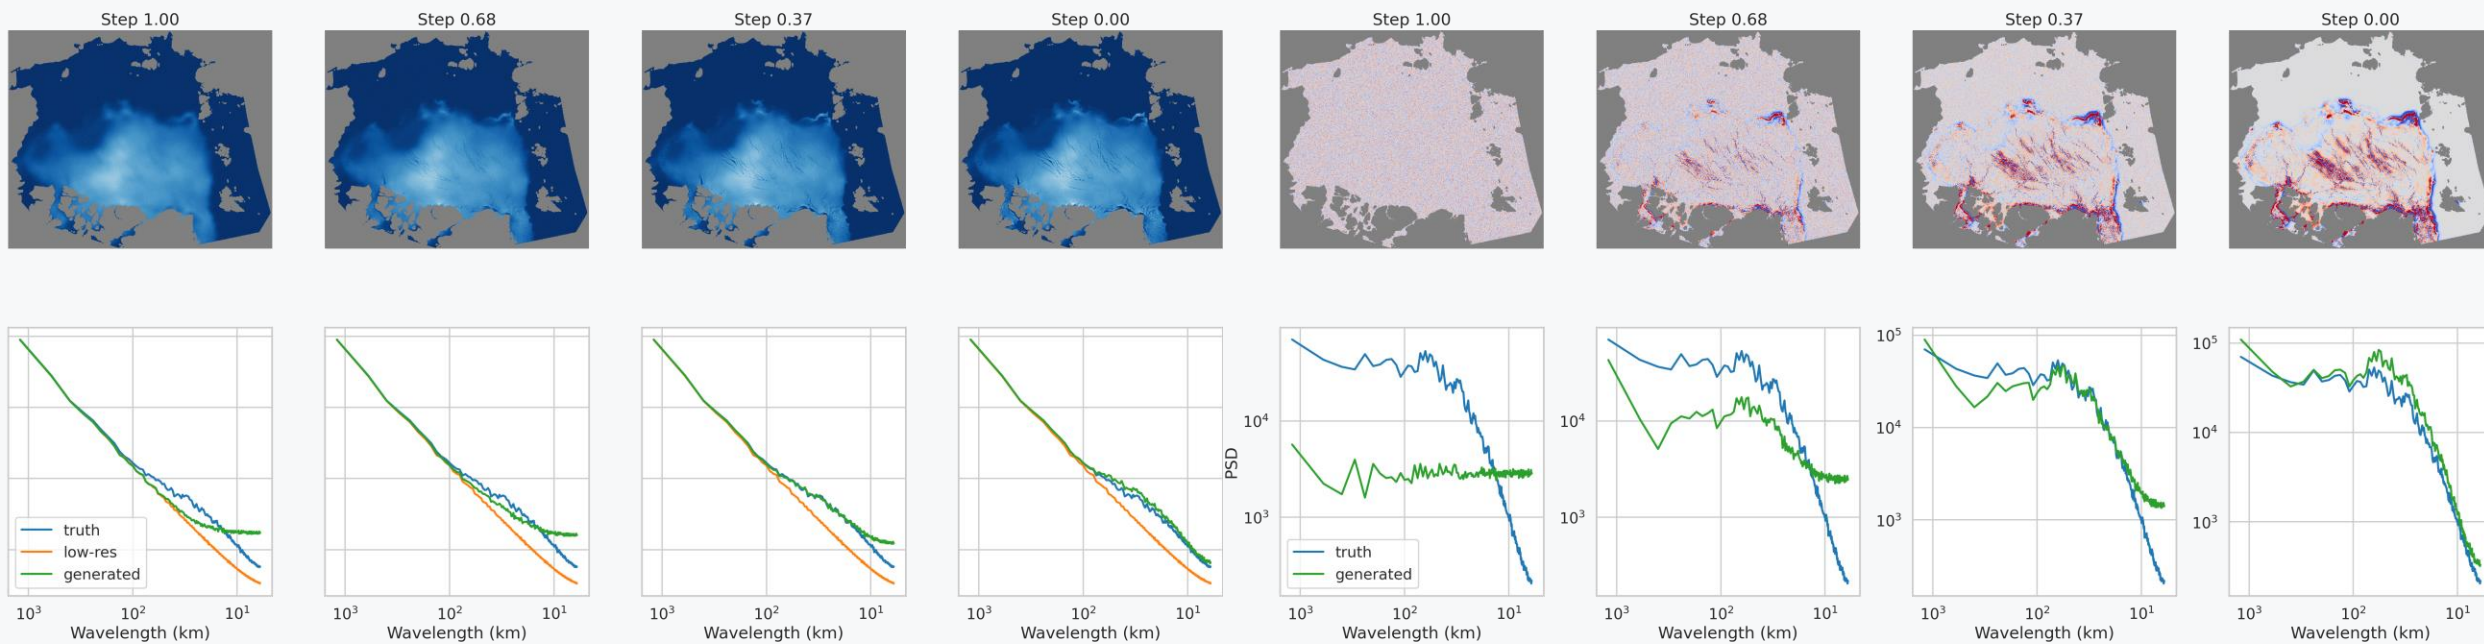 Step 1.00
Step 0.68
Step 0.37
Step 0.00
Step 1.00
Step 0.68
Step 0.37
Step 0.00
truth
low-res
generated
10³ 10² 10¹
Wavelength (km)
10³ 10² 10¹
Wavelength (km)
10³ 10² 10¹
Wavelength (km)
10³ 10² 10¹
Wavelength (km)
PSD
10⁴
10³
truth
generated
10³ 10² 10¹
Wavelength (km)
10⁴
10³
10³ 10² 10¹
Wavelength (km)
10⁵
10⁴
10³
10³ 10² 10¹
Wavelength (km)
10⁵
10⁴
10³
10³ 10² 10¹
Wavelength (km)